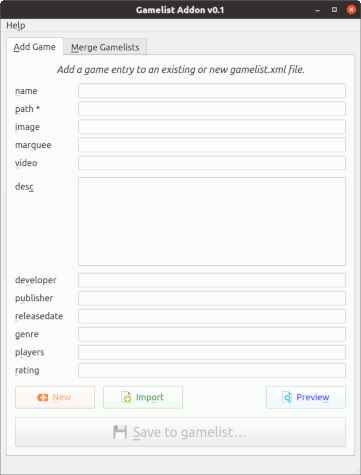 Gamelist Addon v0.1
Help
Add Game Merge Gamelists
Add a game entry to an existing or new gamelist.xml file.
name
path *
image
marquee
video
desc
developer
publisher
releasedate
genre
players
rating
New Import Preview
Save to gamelist...